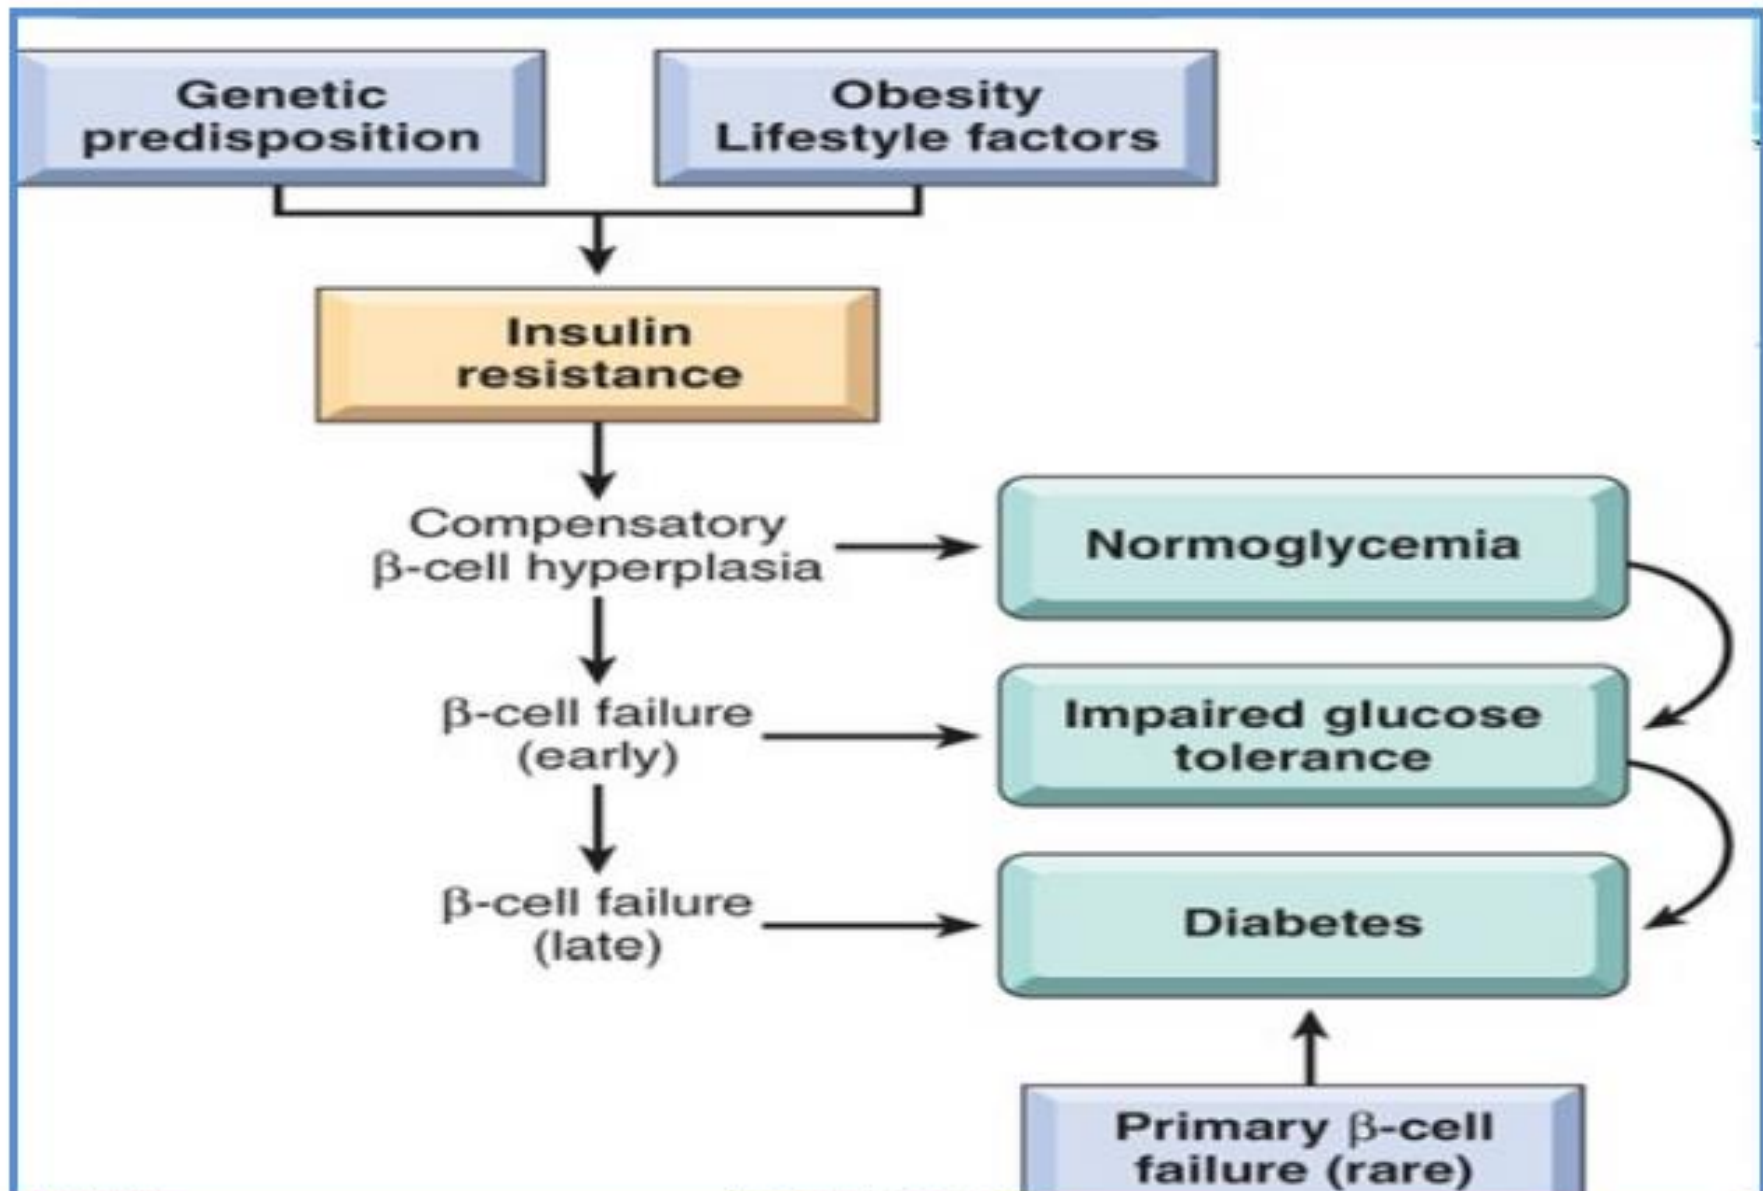 Genetic
predisposition
Obesity
Lifestyle factors
Insulin
resistance
Compensatory
β-cell hyperplasia
Normoglycemia
β-cell failure
(early)
Impaired glucose
tolerance
β-cell failure
(late)
Diabetes
Primary β-cell
failure (rare)